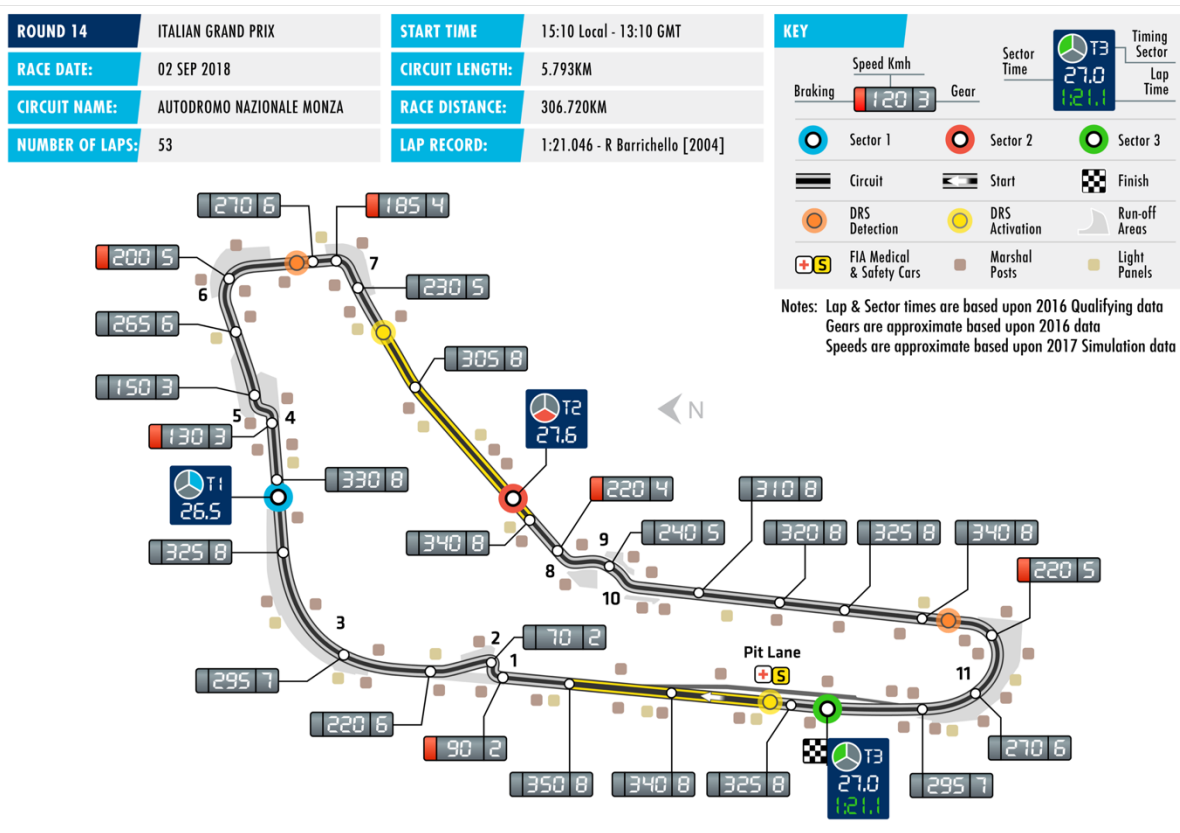 ROUND 14 ITALIAN GRAND PRIX
RACE DATE: 02 SEP 2018
CIRCUIT NAME: AUTODROMO NAZIONALE MONZA
NUMBER OF LAPS: 53
START TIME 15:10 Local - 13:10 GMT
CIRCUIT LENGTH: 5.793KM
RACE DISTANCE: 306.720KM
LAP RECORD: 1:21.046 - R Barrichello [2004]
KEY
Speed Kmh
Braking 120 3 Gear
Sector Time
T3
27.0
1:21.1
Timing Sector
Lap Time
Sector 1 Sector 2 Sector 3
Circuit Start Finish
DRS Detection
DRS Activation
Run-off Areas
S FIA Medical & Safety Cars
Marshal Posts
Light Panels
Notes: Lap & Sector times are based upon 2016 Qualifying data
Gears are approximate based upon 2016 data
Speeds are approximate based upon 2017 Simulation data
270 6
185 4
200 5
7
6
230 5
265 6
305 8
150 3
5
4
T2
27.6
N
130 3
T1
26.5
330 8
220 4
310 8
325 8
340 8
9
240 5
320 8
325 8
340 8
8
10
220 5
3
2
70 2
1
Pit Lane
S
11
295 7
220 6
90 2
270 6
350 8
340 8
325 8
T3
27.0
1:21.1
295 7